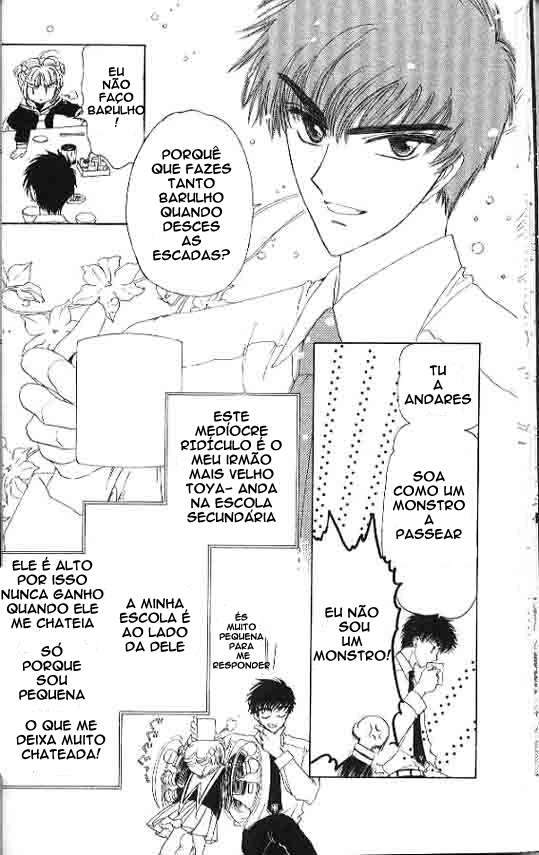 PORQUÊ
QUE FAZES
TANTO
BARULHO
QUANDO
DESCES
AS
ESCADAS?
EU
NÃO
FAÇO
BARULHO
!
TU
A
ANDARES
SOA
COMO UM
MONSTRO
A
PASSEAR
EU NÃO
SOU
UM
MONSTRO!
ESTE
MEDÍOCRE
RIDÍCULO É O
MEU IRMÃO
MAIS VELHO
TOYA- ANDA
NA ESCOLA
SECUNDÁRIA
A MINHA
ESCOLA É
AO LADO
DA DELE
ÉS
MUITO
PEQUENA
PARA
ME
RESPONDER
ELE É ALTO
POR ISSO
NUNCA GANHO
QUANDO ELE
ME CHATEIA
SÓ
PORQUE
SOU
PEQUENA
O QUE ME
DEIXA MUITO
CHATEADA!